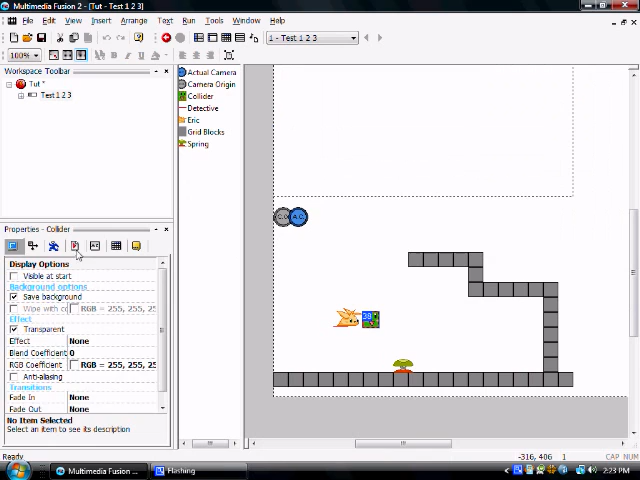 Multimedia Fusion 2 - Tut - Test 1 2 3
File Edit View Insert Arrange Text Run Tools Window Help
1 - Test 1 2 3
100%
Workspace Toolbar
Tut *
Test 1 2 3
Actual Camera
Camera Origin
Collider
Detective
Eric
Grid Blocks
Spring
C.O
A.C.
38
Properties - Collider
Display Options
Visible at start
Background options
Save background
Wipe with co RGB = 255, 255, 255
Effect
Transparent
Effect None
Blend Coefficient 0
RGB Coefficient RGB = 255, 255, 255
Anti-aliasing
Transitions
Fade In None
Fade Out None
No Item Selected
Select an item to see its description
Ready
-316, 406 1 CAP NUM
Multimedia Fusion ... Flashing 2:23 PM